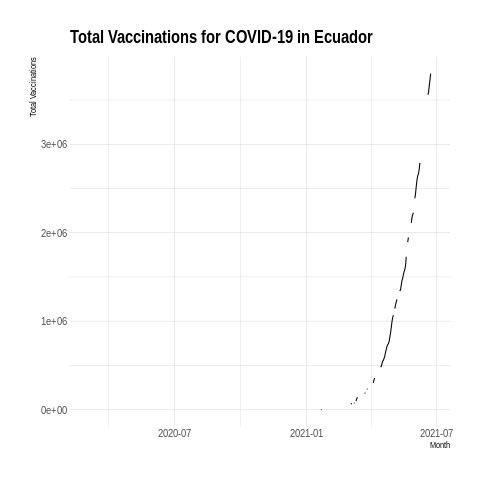 Total Vaccinations for COVID-19 in Ecuador
Total Vaccinations
3e+06
2e+06
1e+06
0e+00
2020-07
2021-01
2021-07
Month